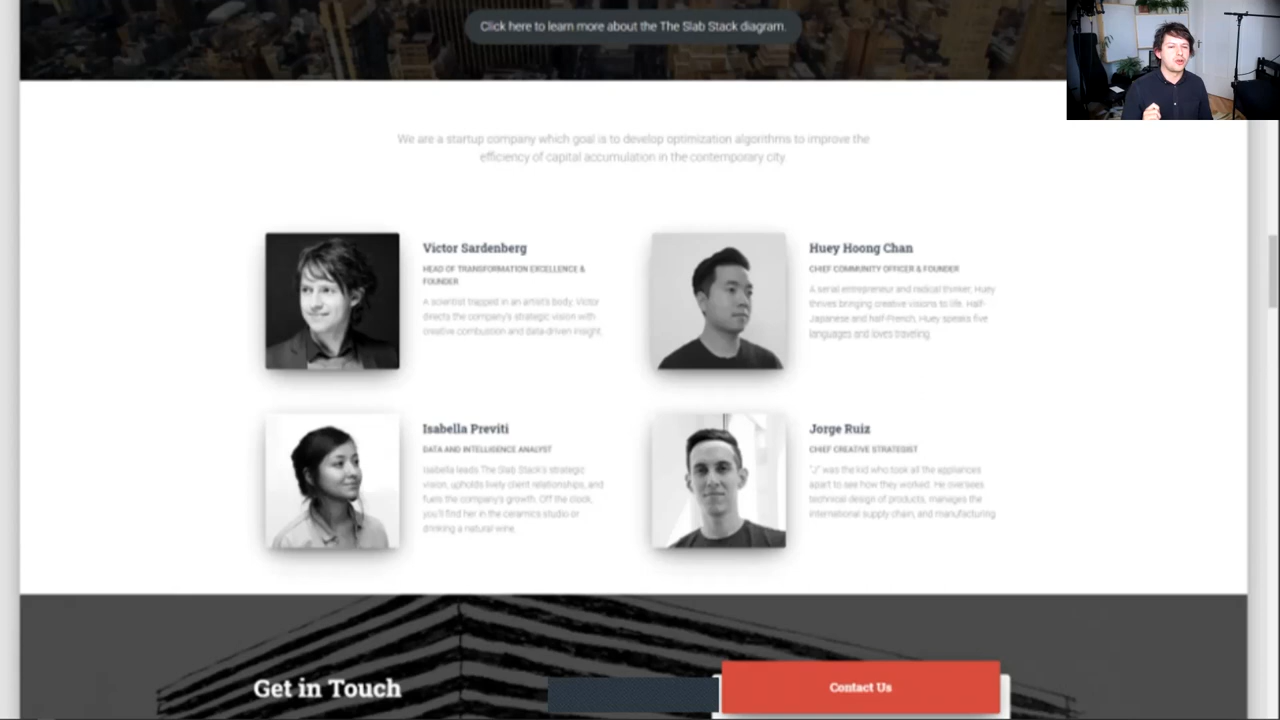 Click here to learn more about the The Slab Stack diagram.
We are a startup company which goal is to develop optimization algorithms to improve the
efficiency of capital accumulation in the contemporary city.
Victor Sardenberg
HEAD OF TRANSFORMATION EXCELLENCE &
FOUNDER
A scientist trapped in an artist's body, Victor
directs the company's strategic vision with
creative combustion and data-driven insight.
Huey Hoong Chan
CHIEF COMMUNITY OFFICER & FOUNDER
A serial entrepreneur and radical thinker, Huey
thrives bringing creative visions to life. Half-
Japanese and half-French, Huey speaks five
languages and loves traveling.
Isabella Previti
DATA AND INTELLIGENCE ANALYST
Isabella leads The Slab Stack's strategic
vision, upholds lively client relationships, and
fuels the company's growth. Off the clock,
you'll find her in the ceramics studio or
drinking a natural wine.
Jorge Ruiz
CHIEF CREATIVE STRATEGIST
"J" was the kid who took all the appliances
apart to see how they worked. He oversees
technical design of products, manages the
international supply chain, and manufacturing
Get in Touch
Contact Us